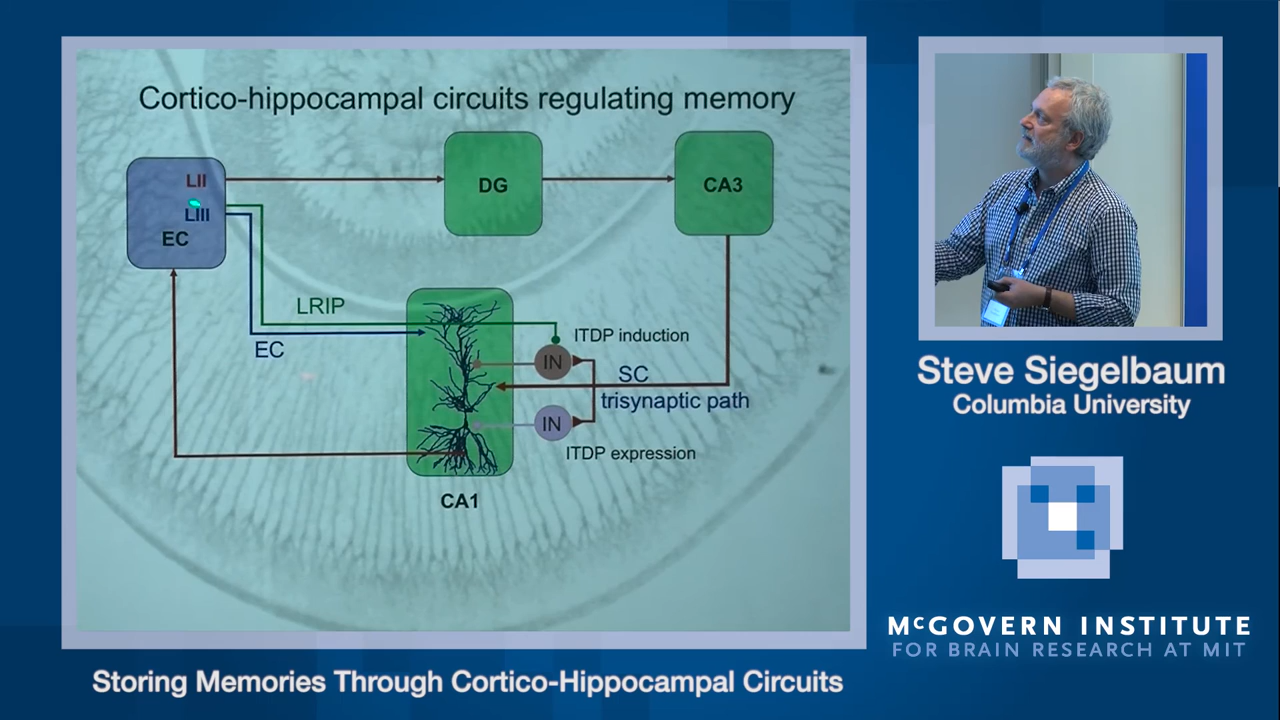 Cortico-hippocampal circuits regulating memory
LII
LIII
EC
DG
CA3
LRIP
EC
ITDP induction
IN
SC
trisynaptic path
IN
ITDP expression
CA1
Steve Siegelbaum
Columbia University
McGOVERN INSTITUTE
FOR BRAIN RESEARCH AT MIT
Storing Memories Through Cortico-Hippocampal Circuits